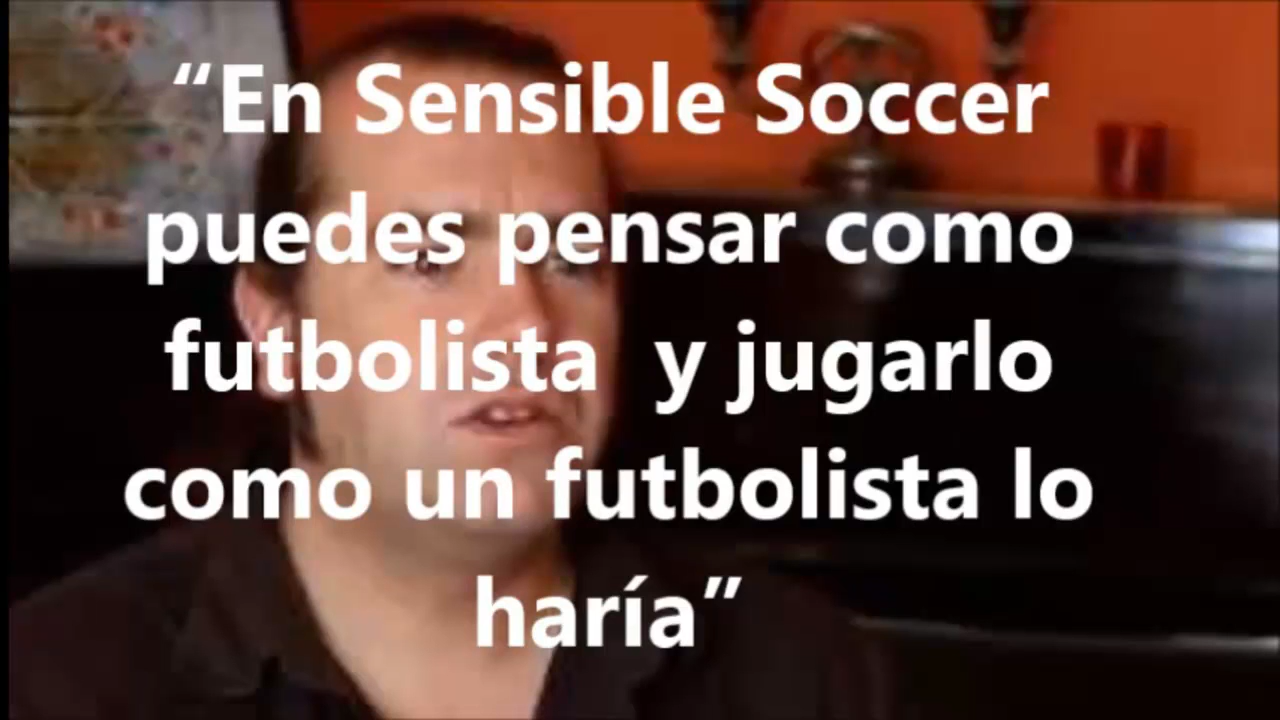 “En Sensible Soccer
puedes pensar como
futbolista  y jugarlo
como un futbolista lo
haría”